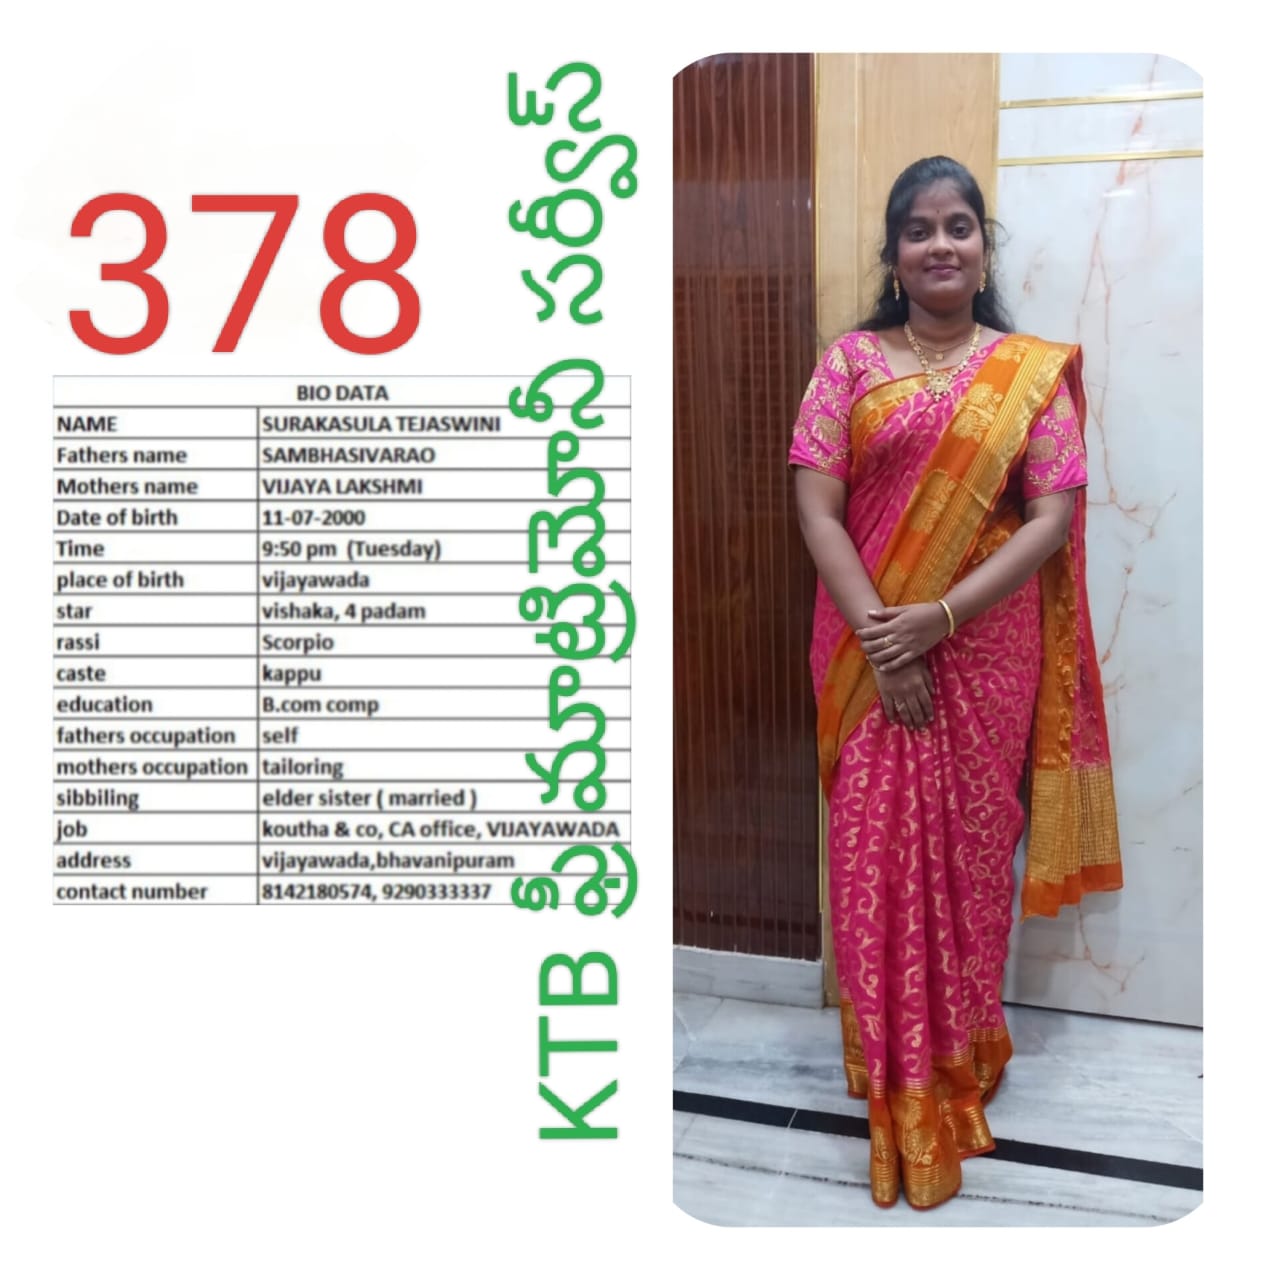 378
BIO DATA
NAME SURAKASULA TEJASWINI
Fathers name SAMBHASIVARAO
Mothers name VIJAYA LAKSHMI
Date of birth 11-07-2000
Time 9:50 pm (Tuesday)
place of birth vijayawada
star vishaka, 4 padam
rassi Scorpio
caste kappu
education B.com comp
fathers occupation self
mothers occupation tailoring
sibbiling elder sister ( married )
job koutha & co, CA office, VIJAYAWADA
address vijayawada,bhavanipuram
contact number 8142180574, 9290333337
KTB ఫ్రీ మ్యాట్రిమోనీ సర్వీస్